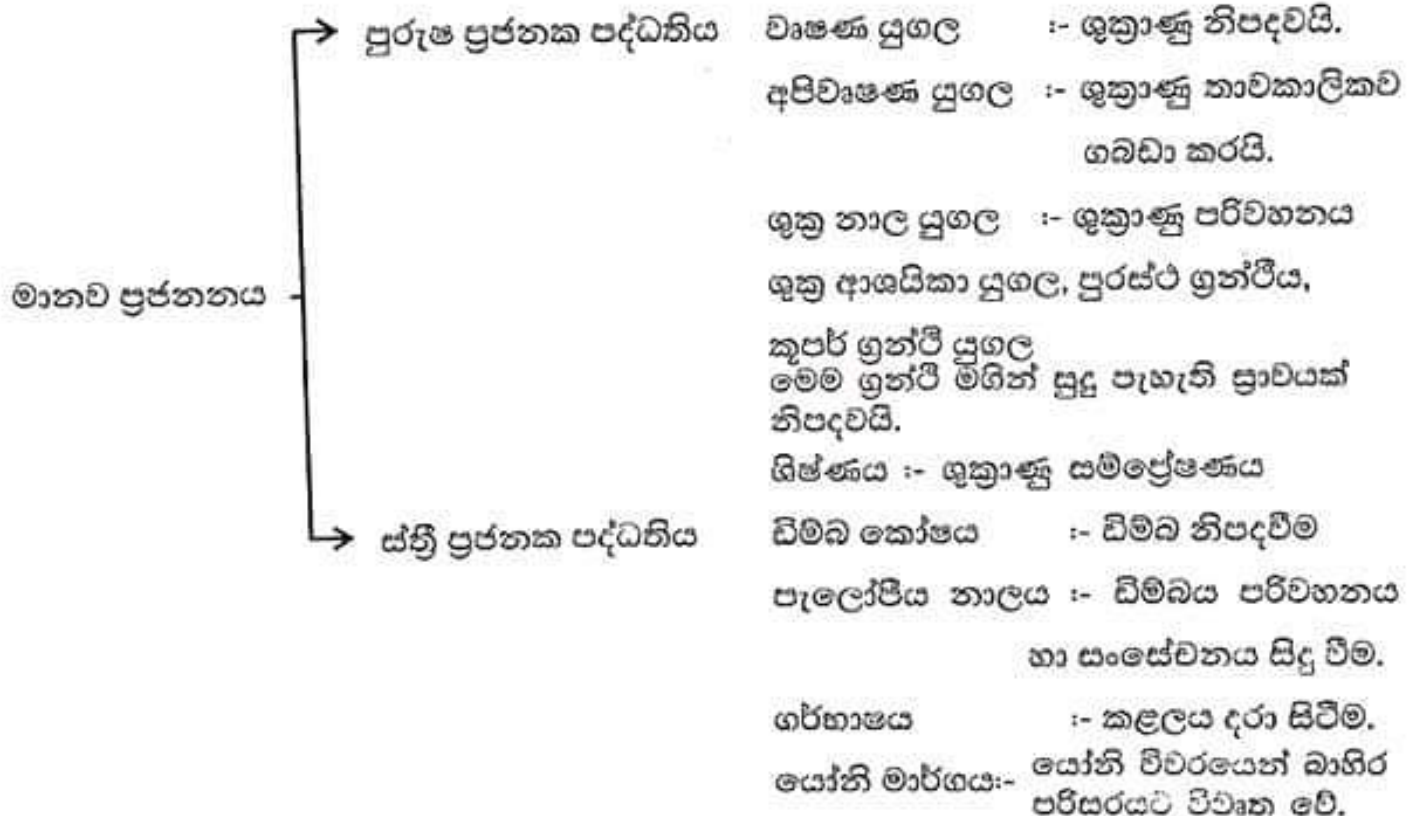 පුරුෂ ප්‍රජනක පද්ධතිය වෘෂණ යුගල :- ශුක්‍රාණු නිපදවයි.
අපිවෘෂණ යුගල :- ශුක්‍රාණු තාවකාලිකව
ගබඩා කරයි.
ශුක්‍ර නාල යුගල :- ශුක්‍රාණු පරිවහනය
මානව ප්‍රජනනය
ශුක්‍ර ආශයිකා යුගල, පුරස්ථ ග්‍රන්ථිය,
කූපර් ග්‍රන්ථි යුගල
මෙම ග්‍රන්ථි මගින් සුදු පැහැති ස්‍රාවයක්
නිපදවයි.
ශිෂ්ණය :- ශුක්‍රාණු සම්ප්‍රේෂණය
ස්ත්‍රී ප්‍රජනක පද්ධතිය ඩිම්බ කෝෂය :- ඩිම්බ නිපදවීම
පැලෝපීය නාලය :- ඩිම්බය පරිවහනය
හා සංසේචනය සිදු වීම.
ගර්භාෂය :- කළලය දරා සිටීම.
යෝනි මාර්ගය:- යෝනි විවරයෙන් බාහිර
පරිසරයට විවෘත වේ.